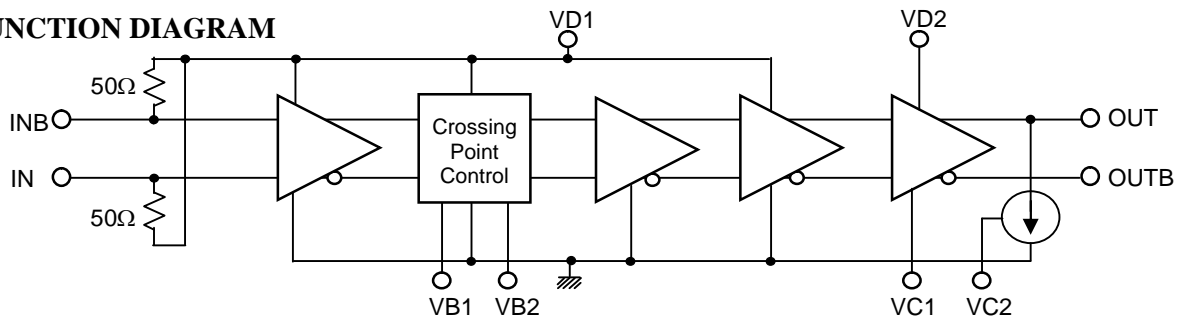 UNCTION DIAGRAM
VD1
VD2
50Ω
INB
IN
50Ω
Crossing
Point
Control
OUT
OUTB
VB1
VB2
VC1
VC2